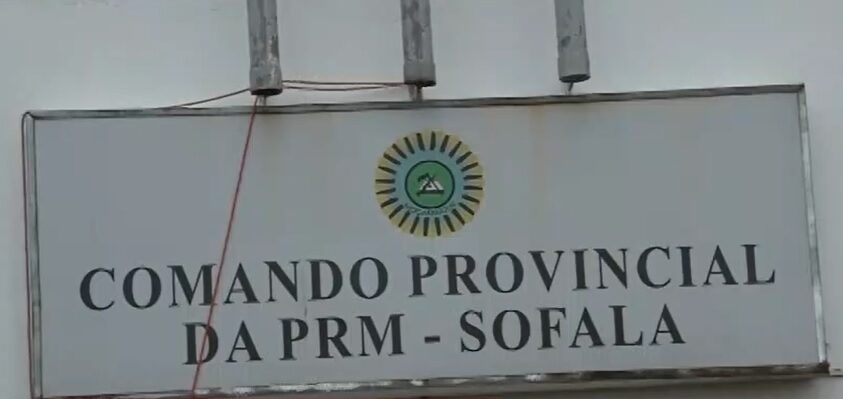 COMANDO PROVINCIAL
DA PRM - SOFALA